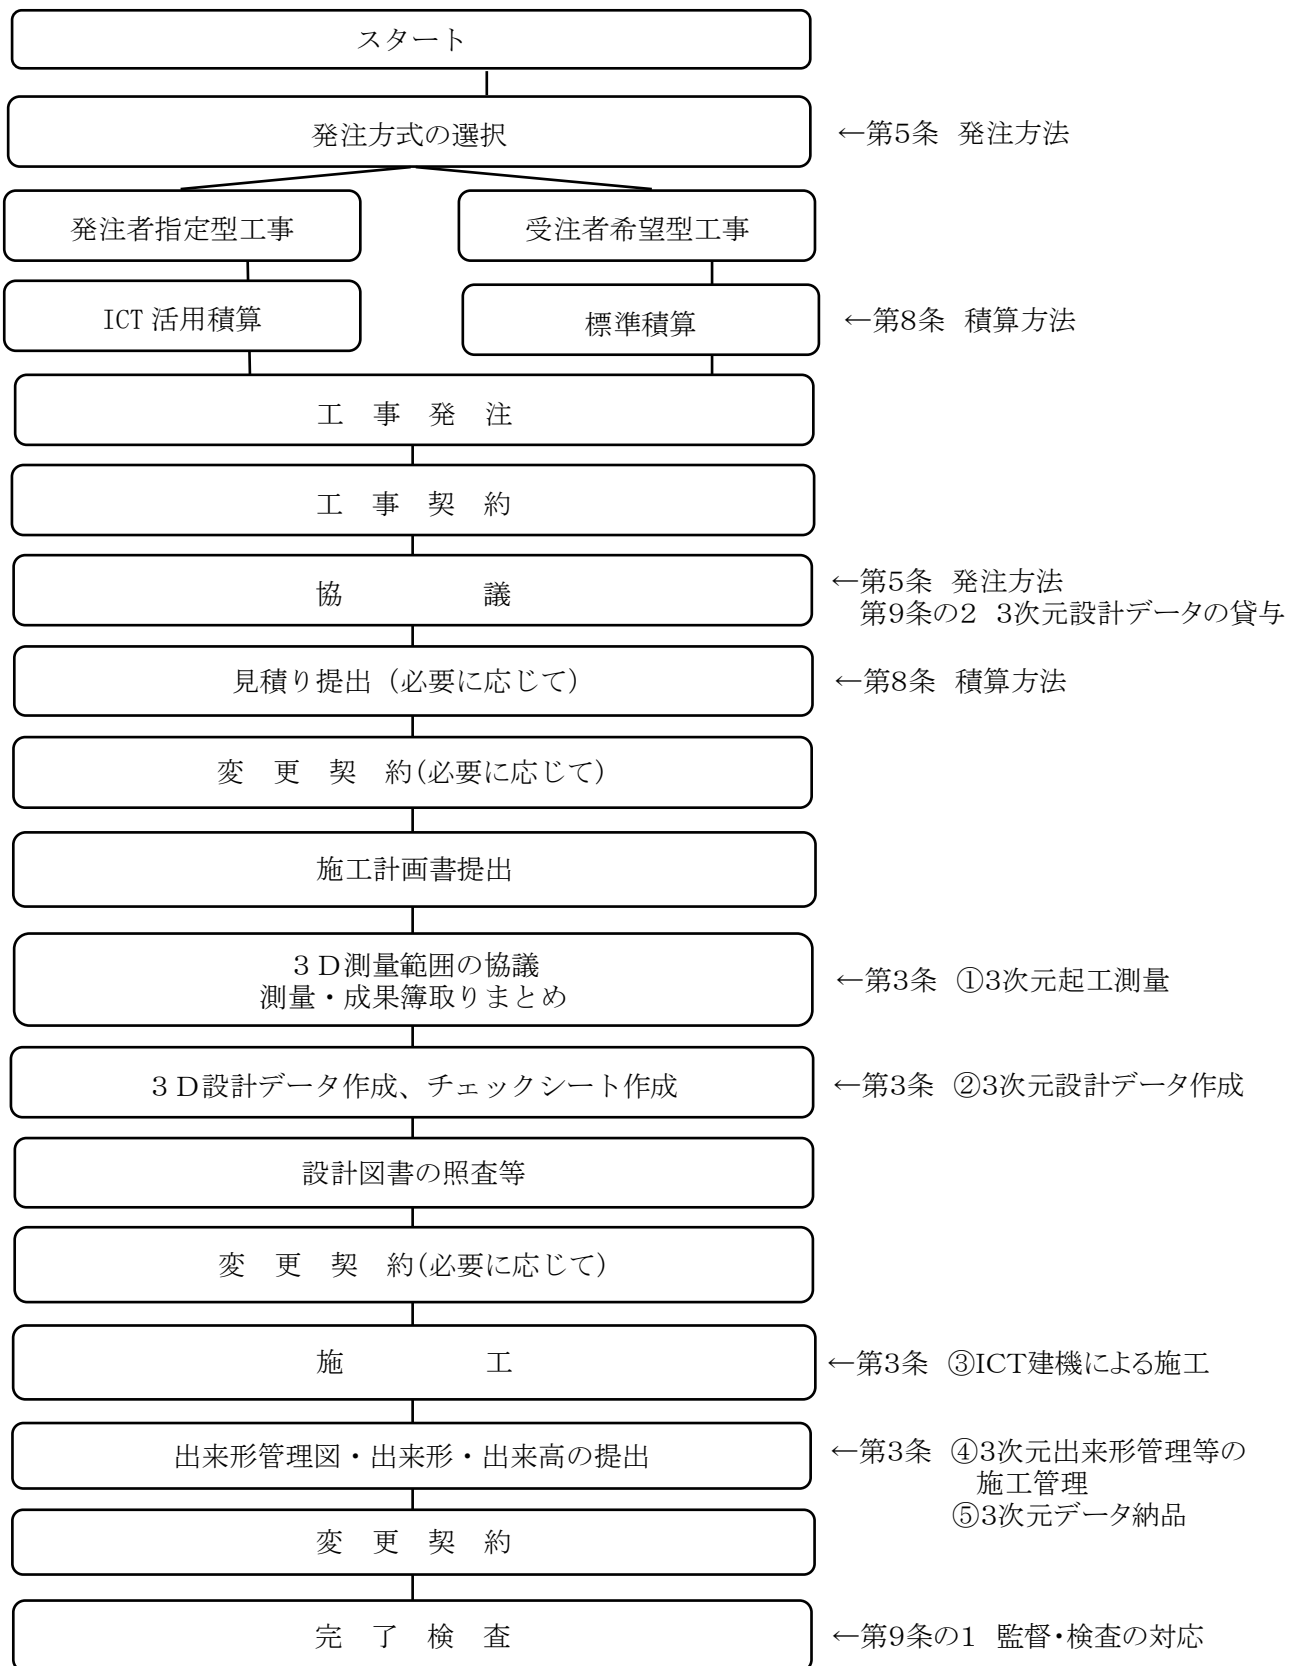 スタート
発注方式の選択
←第5条 発注方法
発注者指定型工事
受注者希望型工事
ICT 活用積算
標準積算
←第8条 積算方法
工 事 発 注
工 事 契 約
協 議
←第5条 発注方法
第9条の2 3次元設計データの貸与
見積り提出（必要に応じて）
←第8条 積算方法
変 更 契 約(必要に応じて)
施工計画書提出
３Ｄ測量範囲の協議
測量・成果簿取りまとめ
←第3条 ①3次元起工測量
３Ｄ設計データ作成、チェックシート作成
←第3条 ②3次元設計データ作成
設計図書の照査等
変 更 契 約(必要に応じて)
施 工
←第3条 ③ICT建機による施工
出来形管理図・出来形・出来高の提出
←第3条 ④3次元出来形管理等の
施工管理
⑤3次元データ納品
変 更 契 約
完 了 検 査
←第9条の1 監督・検査の対応